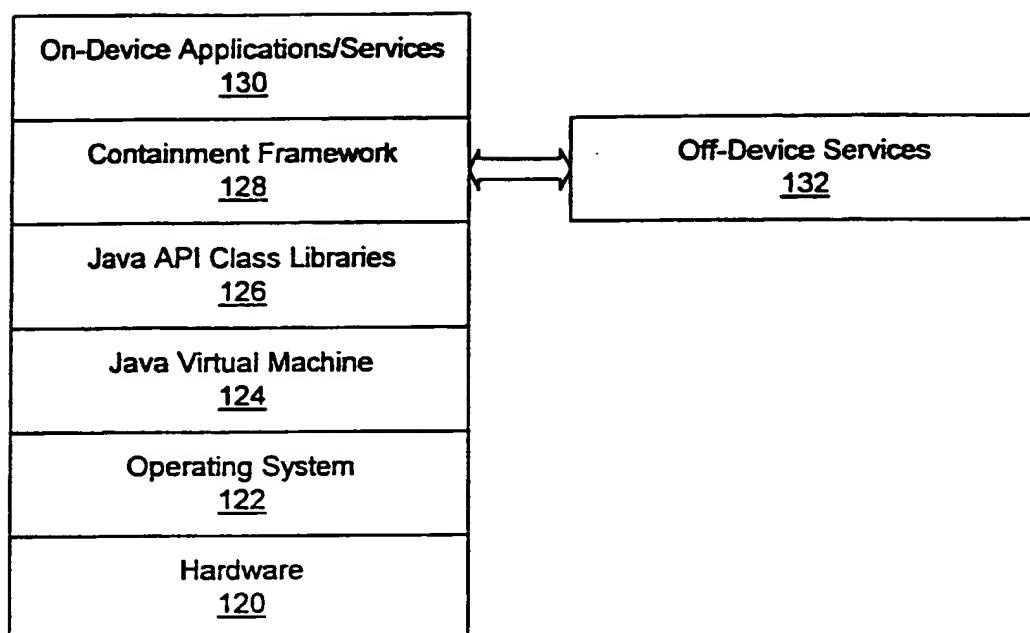 On-Device Applications/Services
130
Containment Framework
128
Off-Device Services
132
Java API Class Libraries
126
Java Virtual Machine
124
Operating System
122
Hardware
120